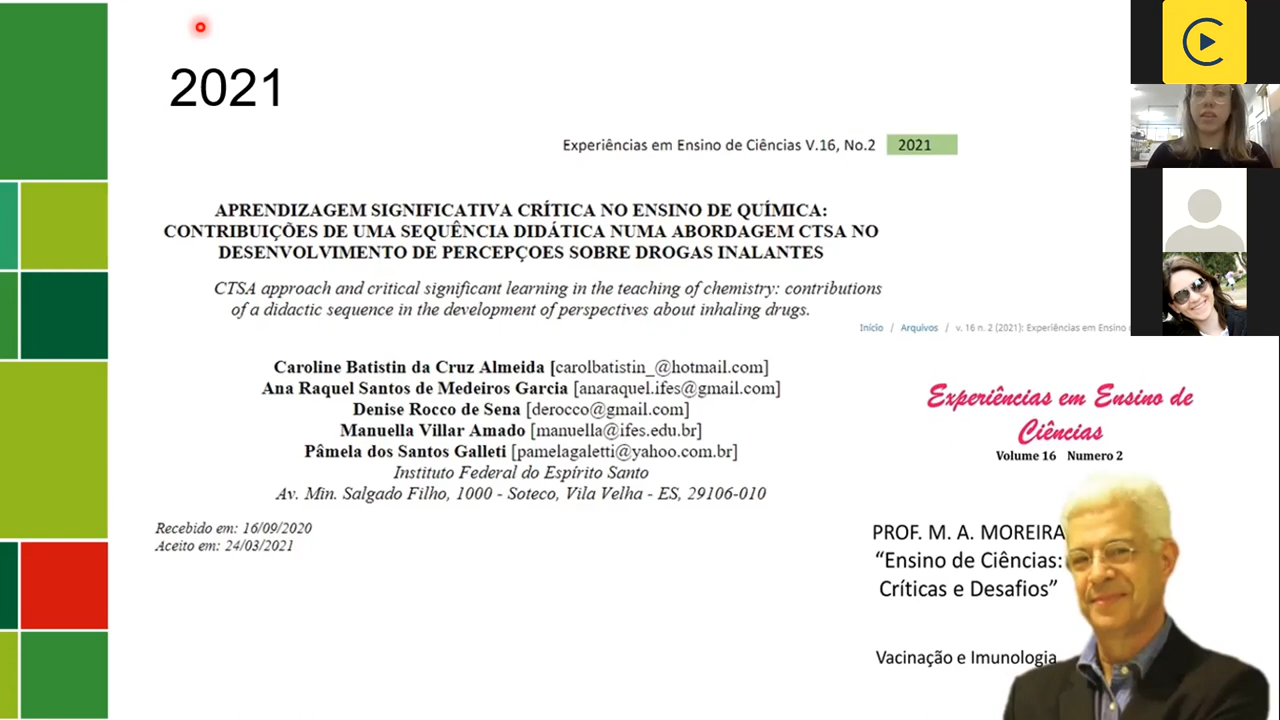 2021
Experiências em Ensino de Ciências V.16, No.2 2021
APRENDIZAGEM SIGNIFICATIVA CRÍTICA NO ENSINO DE QUÍMICA:
CONTRIBUIÇÕES DE UMA SEQUÊNCIA DIDÁTICA NUMA ABORDAGEM CTSA NO
DESENVOLVIMENTO DE PERCEPÇOES SOBRE DROGAS INALANTES
CTSA approach and critical significant learning in the teaching of chemistry: contributions
of a didactic sequence in the development of perspectives about inhaling drugs.
Início / Arquivos / v. 16 n. 2 (2021): Experiências em Ensino
Caroline Batistin da Cruz Almeida [carolbatistin_@hotmail.com]
Ana Raquel Santos de Medeiros Garcia [anaraquel.ifes@gmail.com]
Denise Rocco de Sena [derocco@gmail.com]
Manuella Villar Amado [manuella@ifes.edu.br]
Pâmela dos Santos Galleti [pamelagaletti@yahoo.com.br]
Instituto Federal do Espírito Santo
Av. Min. Salgado Filho, 1000 - Soteco, Vila Velha - ES, 29106-010
Recebido em: 16/09/2020
Aceito em: 24/03/2021
Experiências em Ensino de
Ciências
Volume 16 Numero 2
PROF. M. A. MOREIRA
“Ensino de Ciências:
Críticas e Desafios”
Vacinação e Imunologia